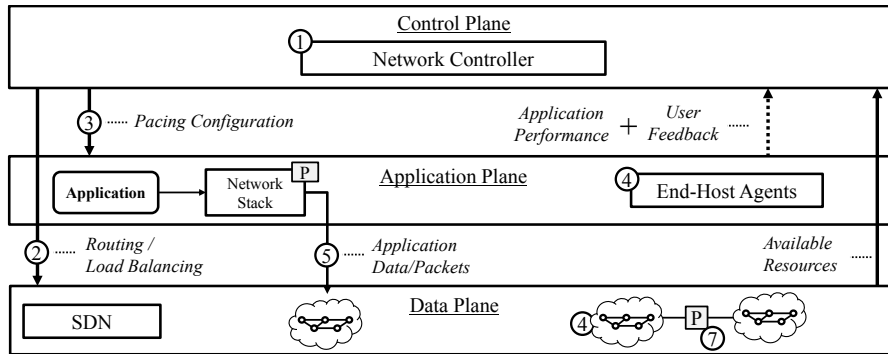 Control Plane
1
Network Controller
3
Pacing Configuration
Application
Performance
+
User
Feedback
Application Plane
Application
Network
Stack
P
4
End-Host Agents
2
Routing /
Load Balancing
5
Application
Data/Packets
Available
Resources
Data Plane
SDN
4
P
7